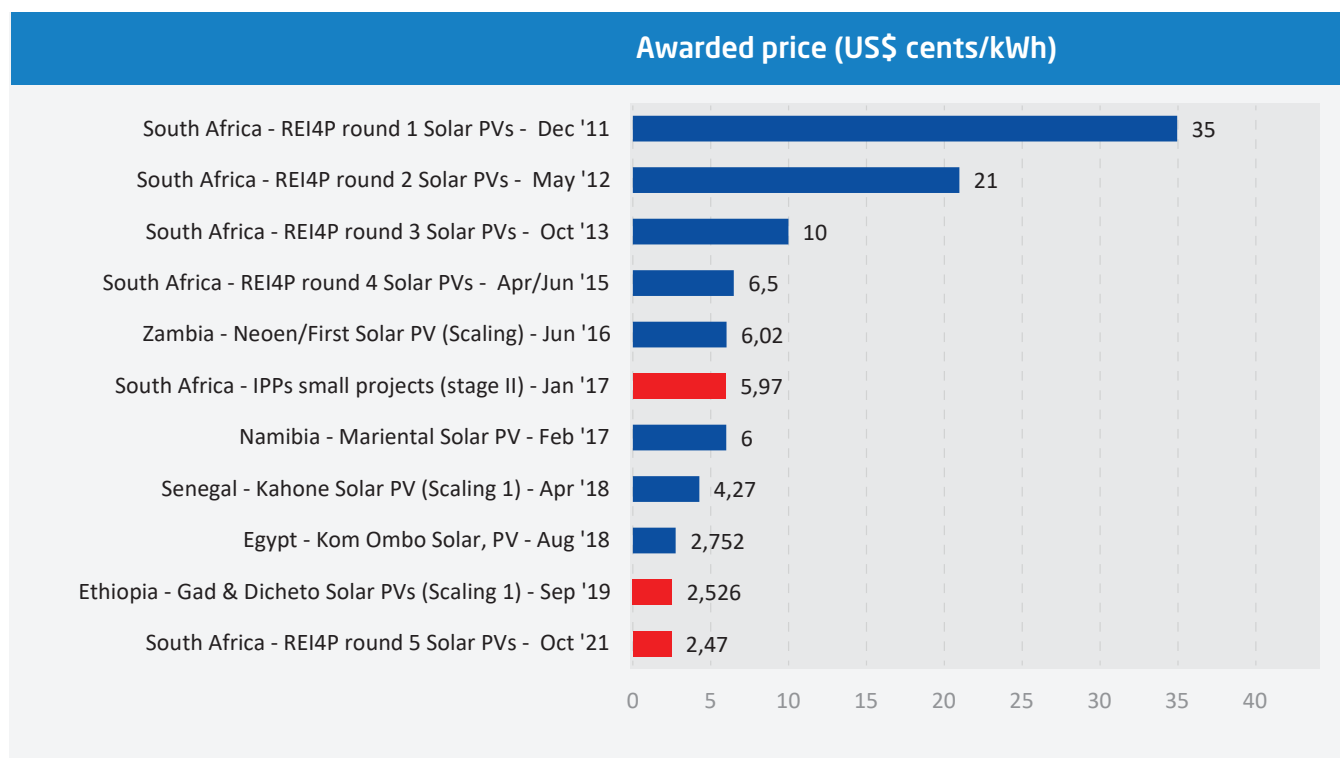 Awarded price (US$ cents/kWh)
South Africa - REI4P round 1 Solar PVs - Dec '11 35
South Africa - REI4P round 2 Solar PVs - May '12 21
South Africa - REI4P round 3 Solar PVs - Oct '13 10
South Africa - REI4P round 4 Solar PVs - Apr/Jun '15 6,5
Zambia - Neoen/First Solar PV (Scaling) - Jun '16 6,02
South Africa - IPPs small projects (stage II) - Jan '17 5,97
Namibia - Mariental Solar PV - Feb '17 6
Senegal - Kahone Solar PV (Scaling 1) - Apr '18 4,27
Egypt - Kom Ombo Solar, PV - Aug '18 2,752
Ethiopia - Gad & Dicheto Solar PVs (Scaling 1) - Sep '19 2,526
South Africa - REI4P round 5 Solar PVs - Oct '21 2,47
0 5 10 15 20 25 30 35 40